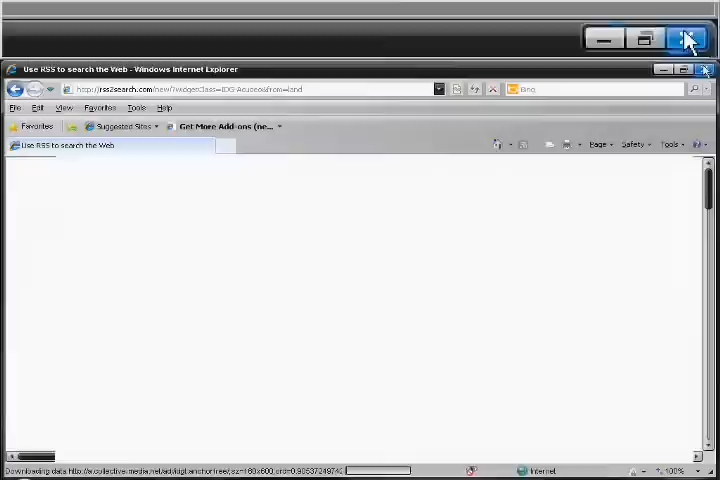 Use RSS to search the Web - Windows Internet Explorer
Bing
File Edit View Favorites Tools Help
Favorites Suggested Sites Get More Add-ons (ne...
Use RSS to search the Web Page Safety Tools
Internet 100%